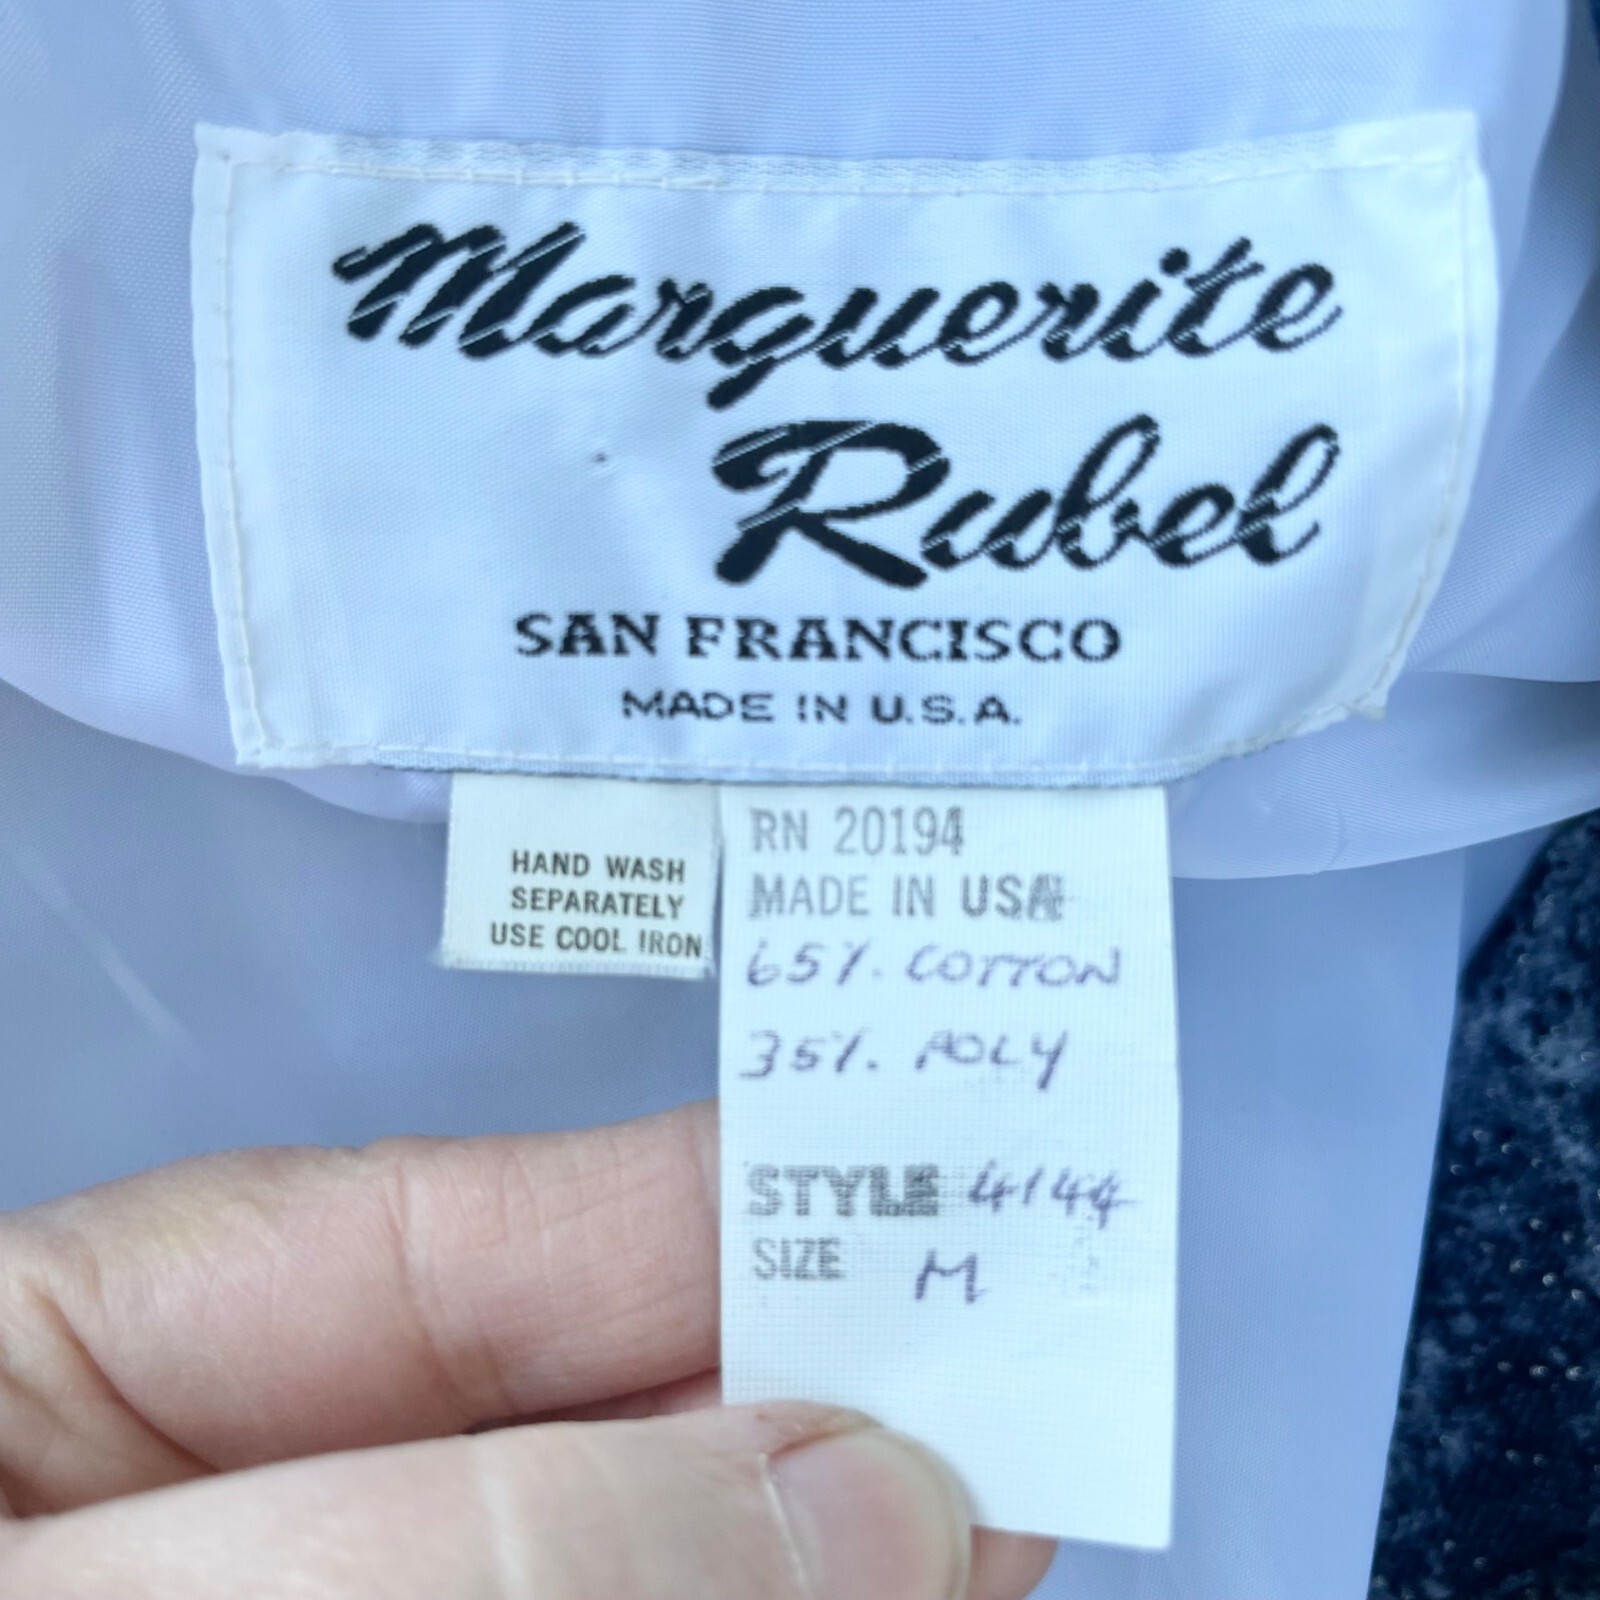 Marguerite
Rubel
SAN FRANCISCO
MADE IN U.S.A.
HAND WASH
SEPARATELY
USE COOL IRON
RN 20194
MADE IN USA
65%. COTTON
35%. POLY
STYLE 4144
SIZE M